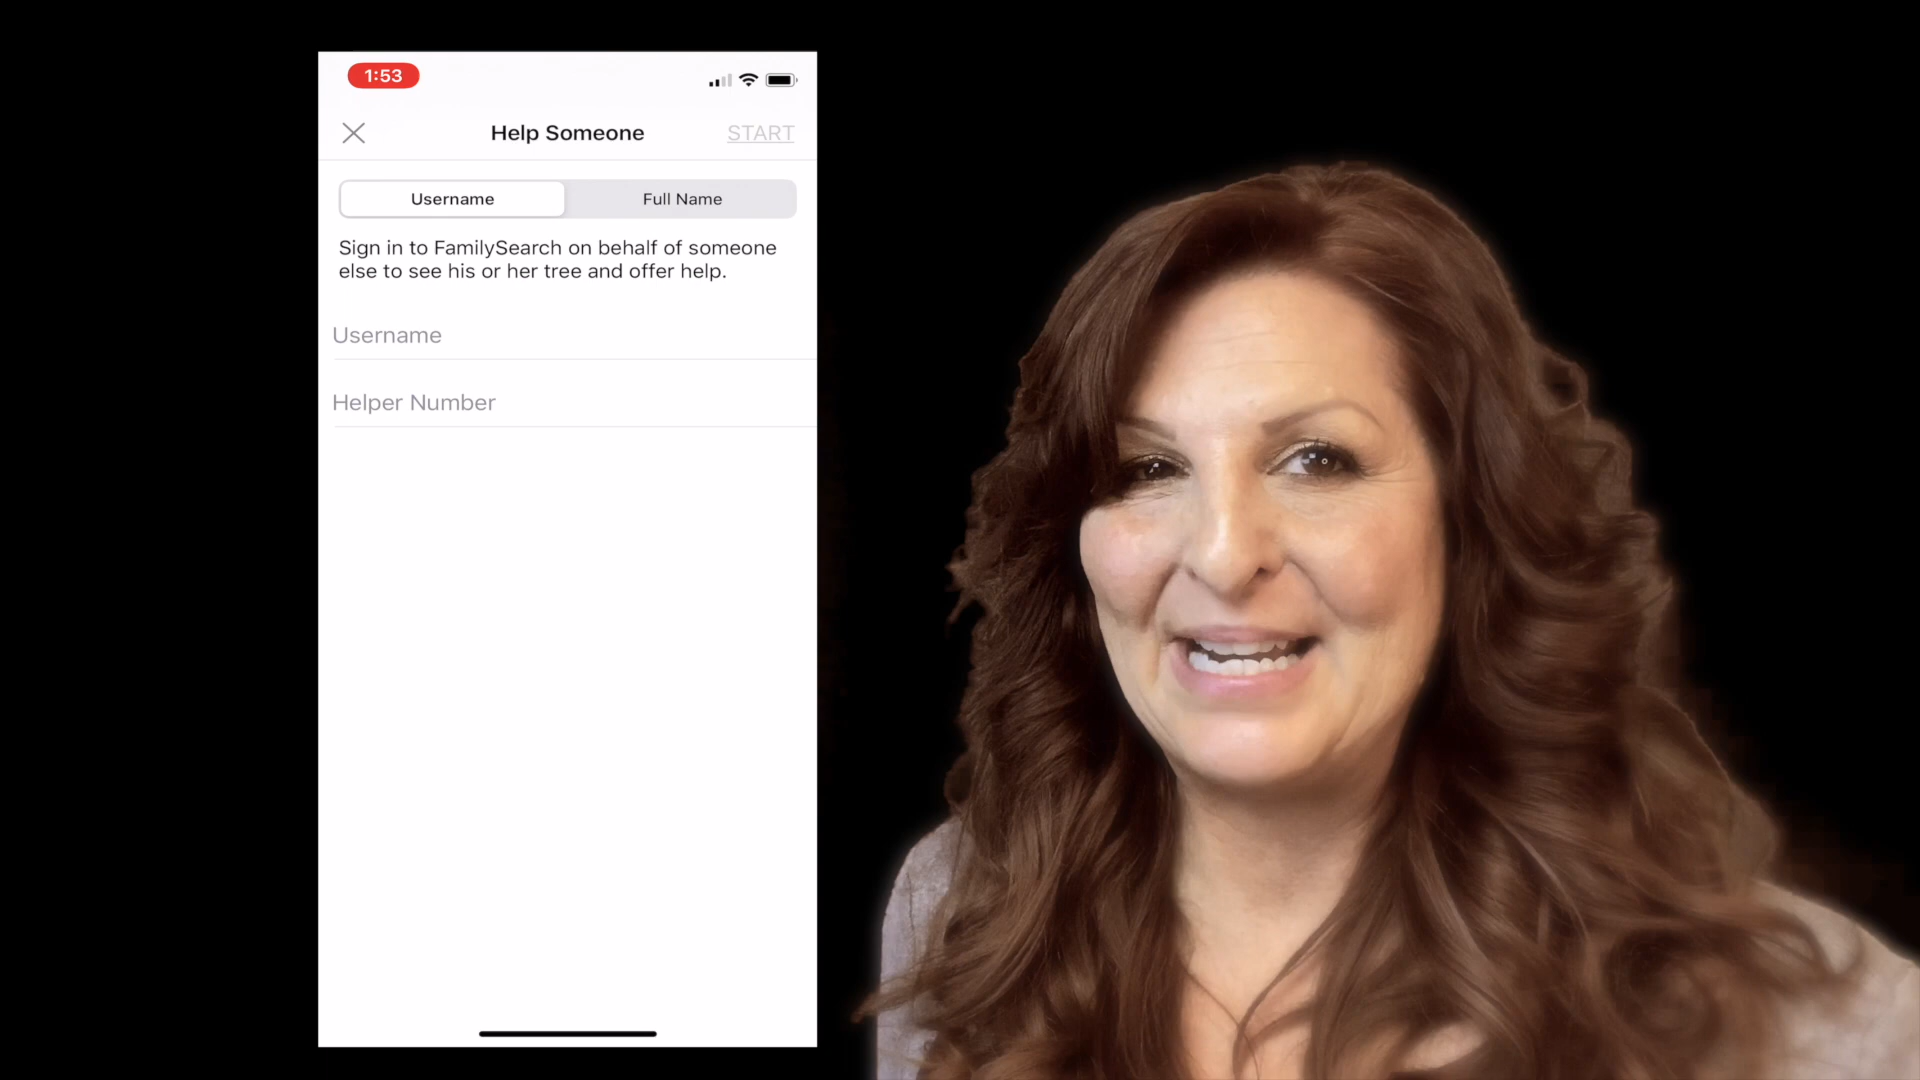 1:53
Help Someone
START
Username
Full Name
Sign in to FamilySearch on behalf of someone
else to see his or her tree and offer help.
Username
Helper Number